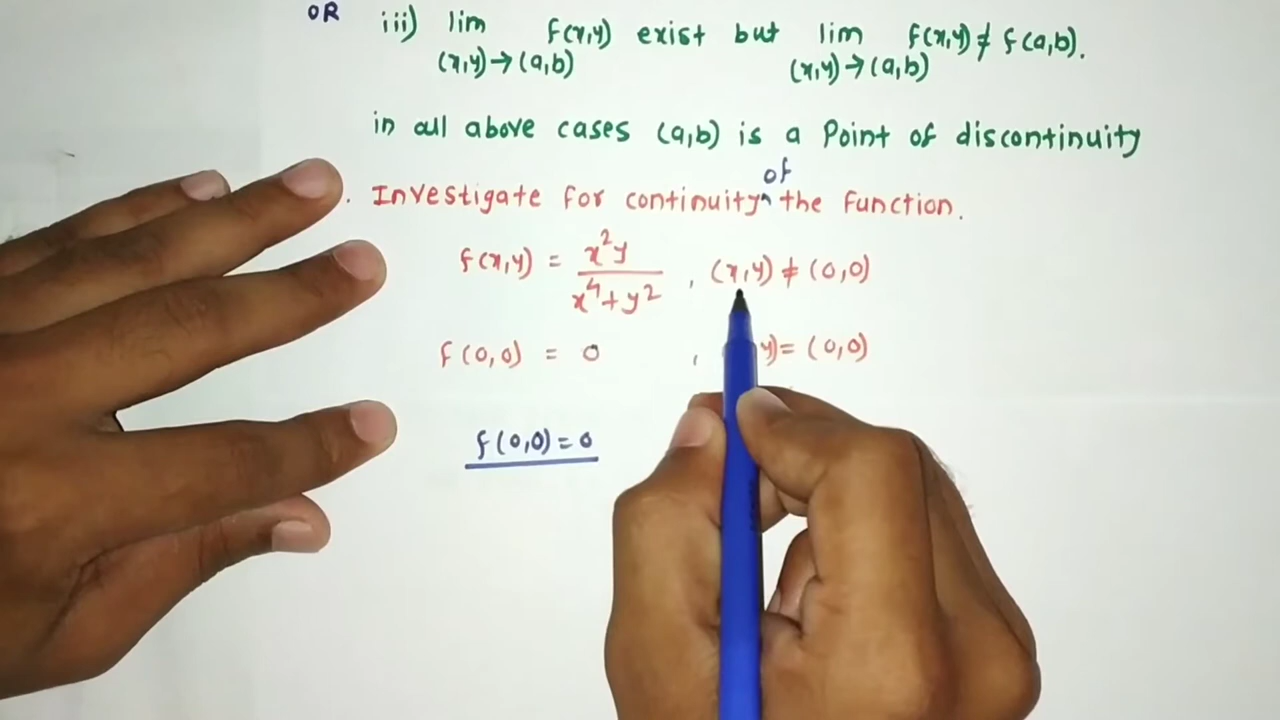 OR iii) lim f(x,y) exist but lim f(x,y) ≠ f(a,b).
(x,y)→(a,b) (x,y)→(a,b)
in all above cases (a,b) is a Point of discontinuity
of
. Investigate for continuity ^ the function.
f(x,y) = x²y / x⁴+y² , (x,y) ≠ (0,0)
f(0,0) = 0 , y)= (0,0)
f(0,0)=0